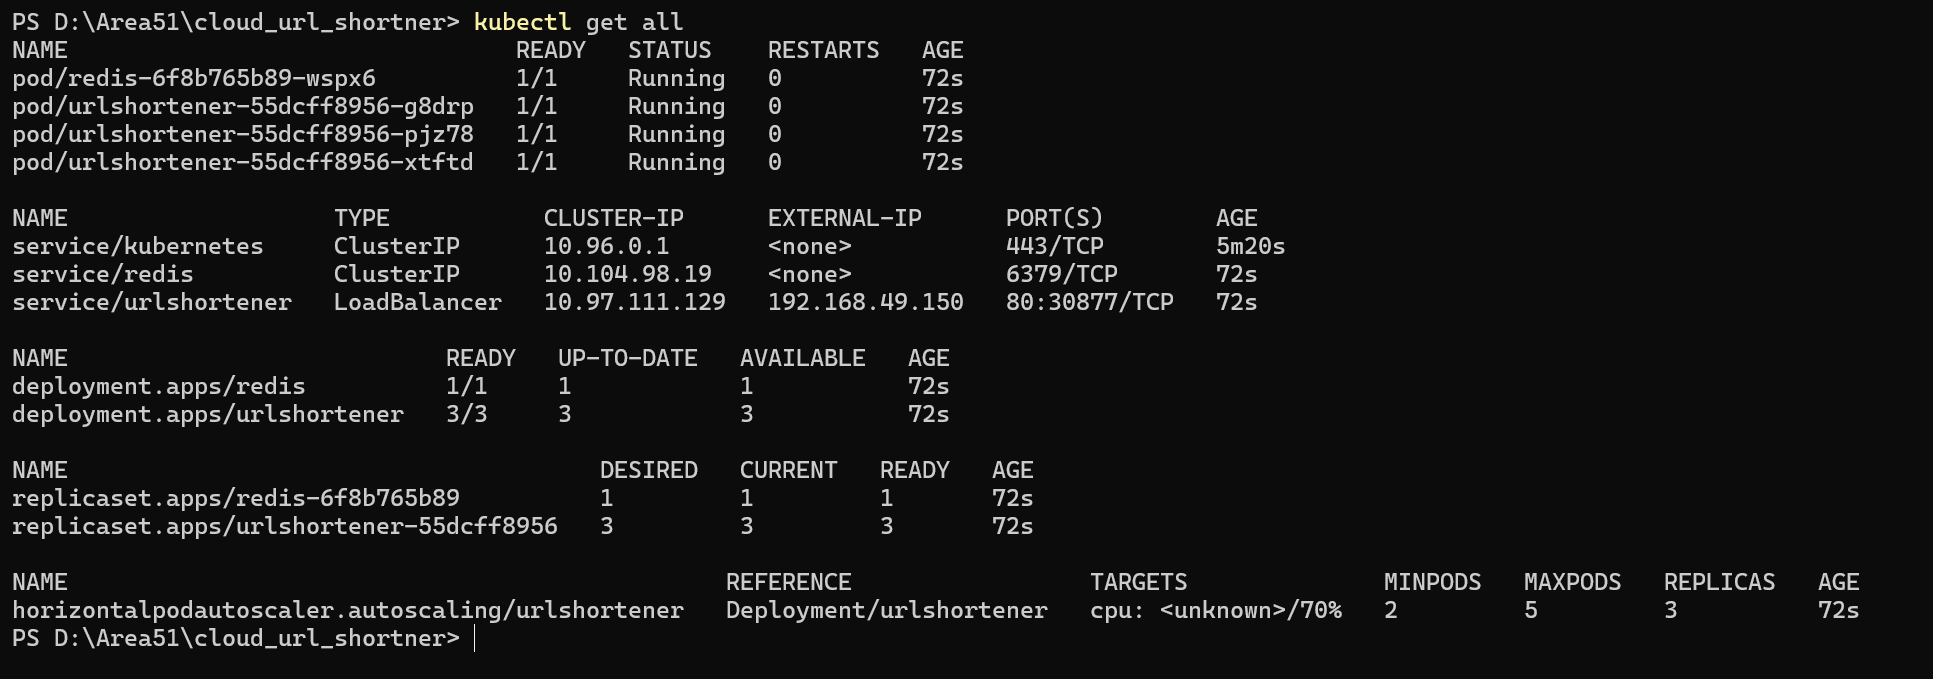 PS D:\Area51\cloud_url_shortner> kubectl get all
NAME                                READY   STATUS    RESTARTS   AGE
pod/redis-6f8b765b89-wspx6          1/1     Running   0          72s
pod/urlshortener-55dcff8956-g8drp   1/1     Running   0          72s
pod/urlshortener-55dcff8956-pjz78   1/1     Running   0          72s
pod/urlshortener-55dcff8956-xtftd   1/1     Running   0          72s

NAME                   TYPE           CLUSTER-IP      EXTERNAL-IP      PORT(S)        AGE
service/kubernetes     ClusterIP      10.96.0.1       <none>           443/TCP        5m20s
service/redis          ClusterIP      10.104.98.19    <none>           6379/TCP       72s
service/urlshortener   LoadBalancer   10.97.111.129   192.168.49.150   80:30877/TCP   72s

NAME                           READY   UP-TO-DATE   AVAILABLE   AGE
deployment.apps/redis          1/1     1            1           72s
deployment.apps/urlshortener   3/3     3            3           72s

NAME                                      DESIRED   CURRENT   READY   AGE
replicaset.apps/redis-6f8b765b89          1         1         1       72s
replicaset.apps/urlshortener-55dcff8956   3         3         3       72s

NAME                                               REFERENCE                 TARGETS              MINPODS   MAXPODS   REPLICAS   AGE
horizontalpodautoscaler.autoscaling/urlshortener   Deployment/urlshortener   cpu: <unknown>/70%   2         5         3          72s
PS D:\Area51\cloud_url_shortner>